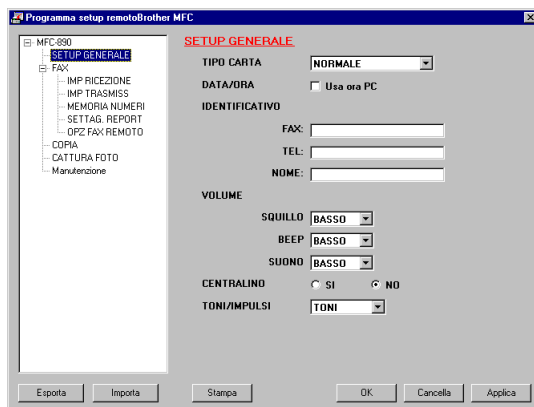 Programma setup remotoBrother MFC
MFC-890
SETUP GENERALE
FAX
IMP RICEZIONE
IMP TRASMISS
MEMORIA NUMERI
SETTAG. REPORT
OPZ FAX REMOTO
COPIA
CATTURA FOTO
Manutenzione
SETUP GENERALE
TIPO CARTA NORMALE
DATA/ORA Usa ora PC
IDENTIFICATIVO
FAX:
TEL:
NOME:
VOLUME
SQUILLO BASSO
BEEP BASSO
SUONO BASSO
CENTRALINO SI NO
TONI/IMPULSI TONI
Esporta Importa Stampa OK Cancella Applica